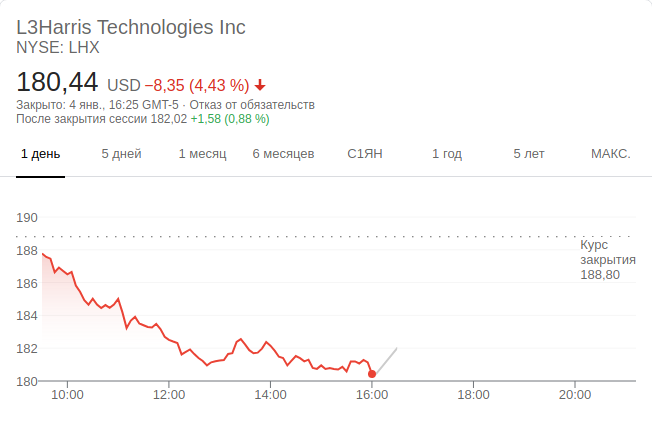 L3Harris Technologies Inc
NYSE: LHX
180,44 USD −8,35 (4,43 %)
Закрыто: 4 янв., 16:25 GMT-5 · Отказ от обязательств
После закрытия сессии 182,02 +1,58 (0,88 %)
1 день 5 дней 1 месяц 6 месяцев С1ЯН 1 год 5 лет МАКС.
190
188
186
184
182
180
Курс
закрытия
188,80
10:00 12:00 14:00 16:00 18:00 20:00